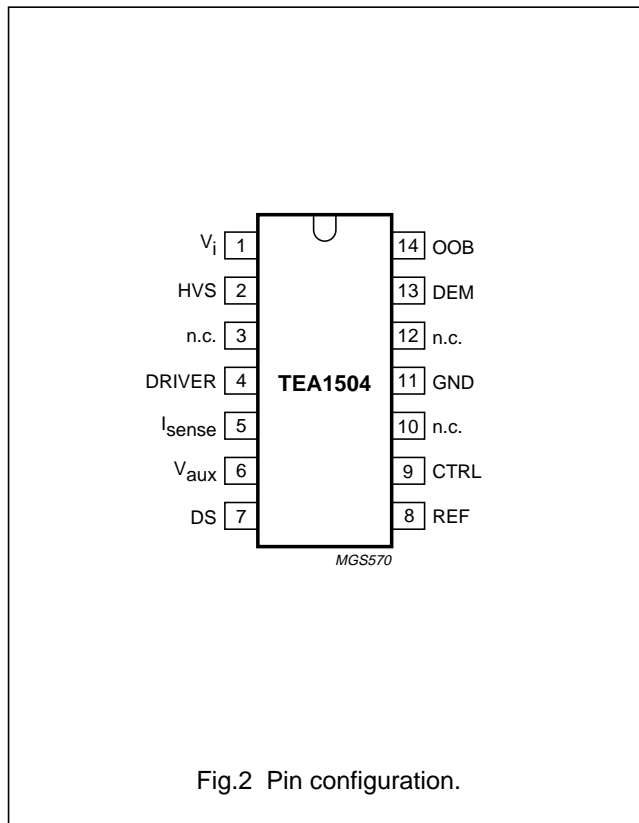 Vi 1 14 OOB
HVS 2 13 DEM
n.c. 3 12 n.c.
DRIVER 4 TEA1504 11 GND
Isense 5 10 n.c.
Vaux 6 9 CTRL
DS 7 8 REF
MGS570
Fig.2 Pin configuration.